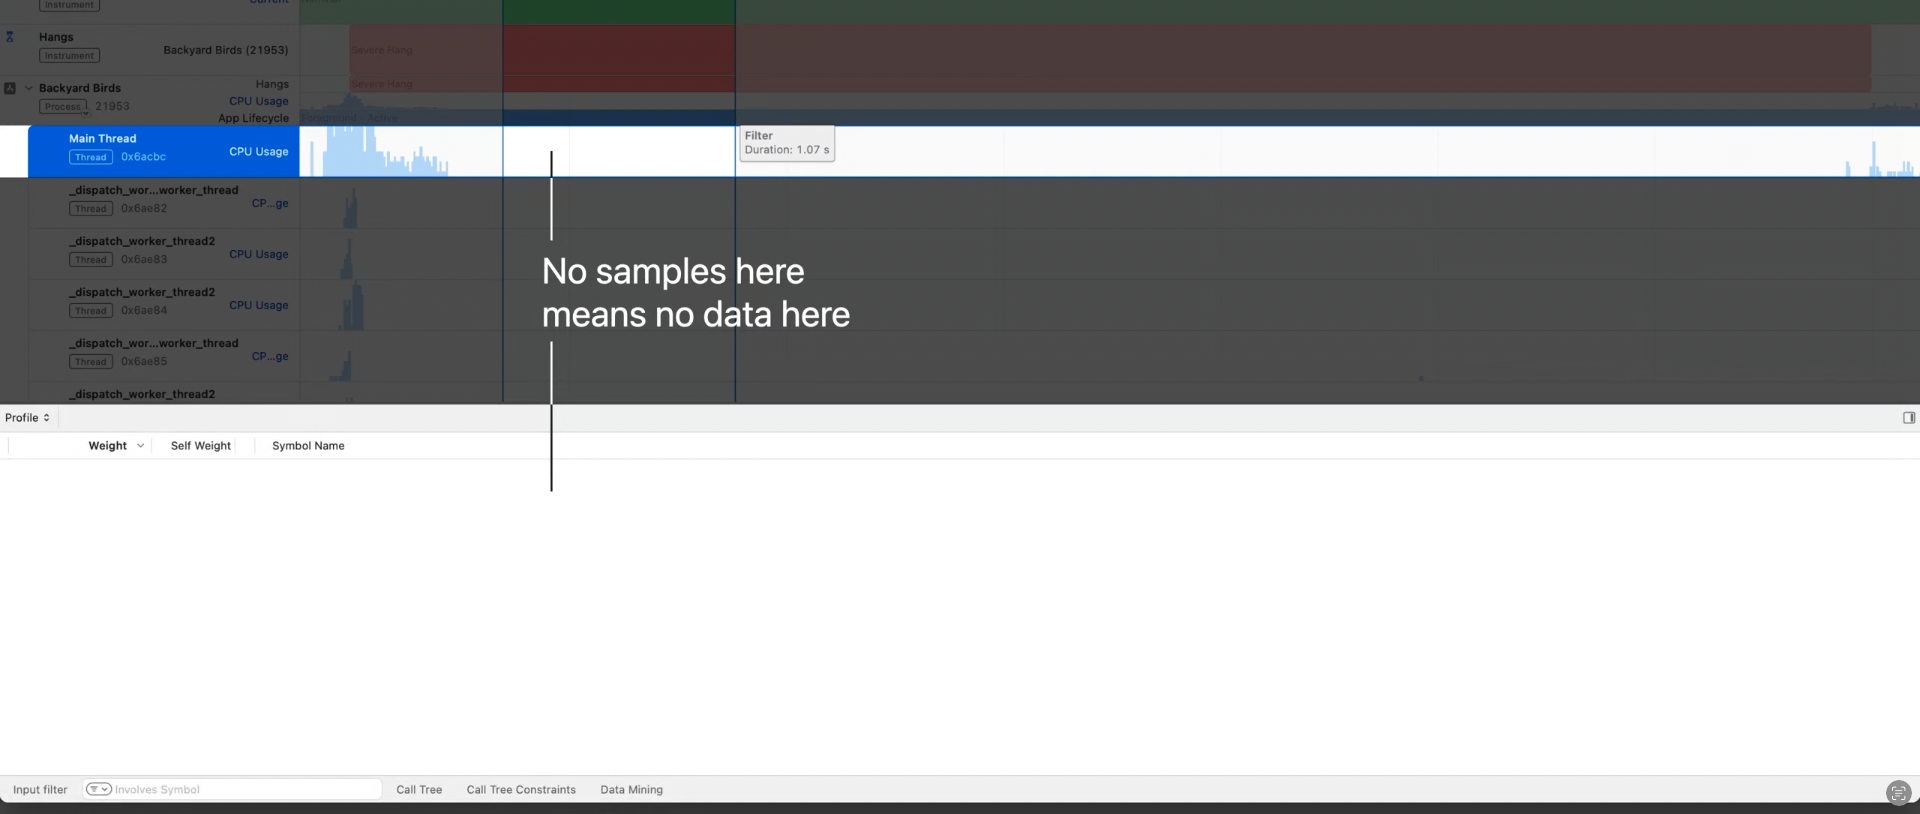 Instrument
Current
Hangs
Instrument
Backyard Birds (21953)
Severe Hang
Backyard Birds
Process
21953
Hangs
CPU Usage
App Lifecycle
Severe Hang
Foreground - Active
Main Thread
Thread
0x6acbc
CPU Usage
Filter
Duration: 1.07 s
_dispatch_wor...worker_thread
Thread
0x6ae82
CP...ge
_dispatch_worker_thread2
Thread
0x6ae83
CPU Usage
_dispatch_worker_thread2
Thread
0x6ae84
CPU Usage
_dispatch_wor...worker_thread
Thread
0x6ae85
CP...ge
_dispatch_worker_thread2
No samples here
means no data here
Profile
Weight
Self Weight
Symbol Name
Input filter
Involves Symbol
Call Tree
Call Tree Constraints
Data Mining